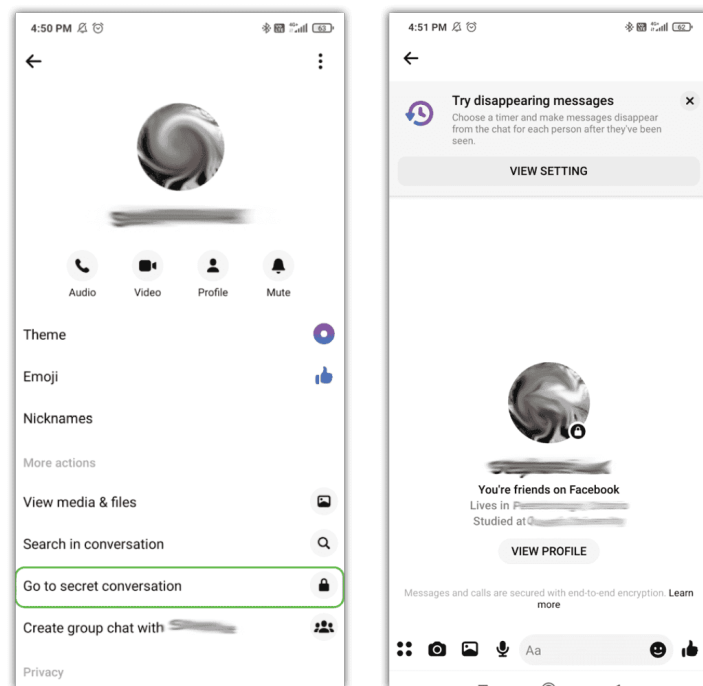 4:50 PM
63
Audio
Video
Profile
Mute
Theme
Emoji
Nicknames
More actions
View media & files
Search in conversation
Go to secret conversation
Create group chat with
Privacy
4:51 PM
62
Try disappearing messages
Choose a timer and make messages disappear
from the chat for each person after they've been
seen.
VIEW SETTING
You're friends on Facebook
Lives in
Studied at
VIEW PROFILE
Messages and calls are secured with end-to-end encryption. Learn
more
Aa